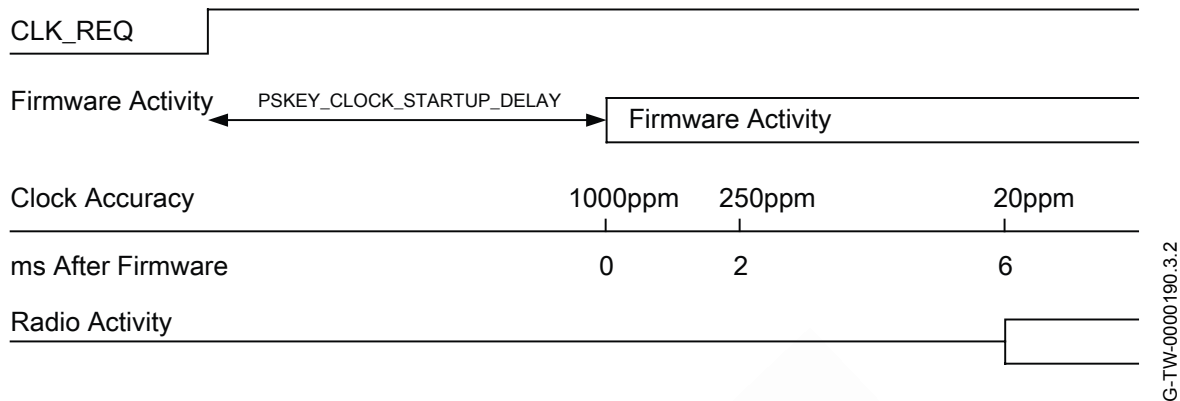 CLK_REQ
Firmware Activity
PSKEY_CLOCK_STARTUP_DELAY
Firmware Activity
Clock Accuracy 1000ppm 250ppm 20ppm
ms After Firmware 0 2 6
Radio Activity
G-TW-0000190.3.2